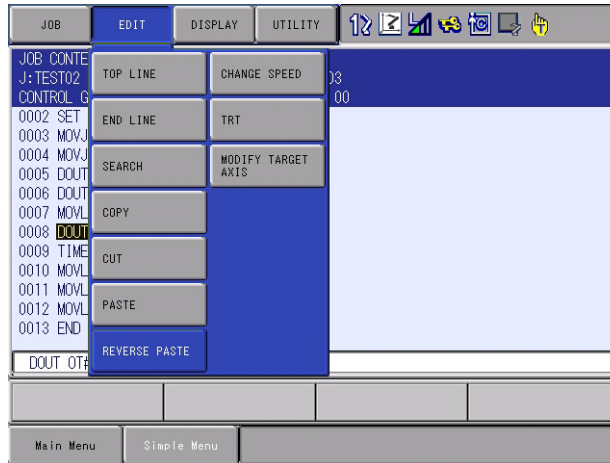 JOB EDIT DISPLAY UTILITY
JOB CONTE
J:TEST02 03
CONTROL G 00
TOP LINE CHANGE SPEED
END LINE TRT
SEARCH MODIFY TARGET AXIS
COPY
CUT
PASTE
REVERSE PASTE
0002 SET
0003 MOVJ
0004 MOVJ
0005 DOUT
0006 DOUT
0007 MOVL
0008 DOUT
0009 TIME
0010 MOVL
0011 MOVL
0012 MOVL
0013 END
DOUT OT#
Main Menu Simple Menu